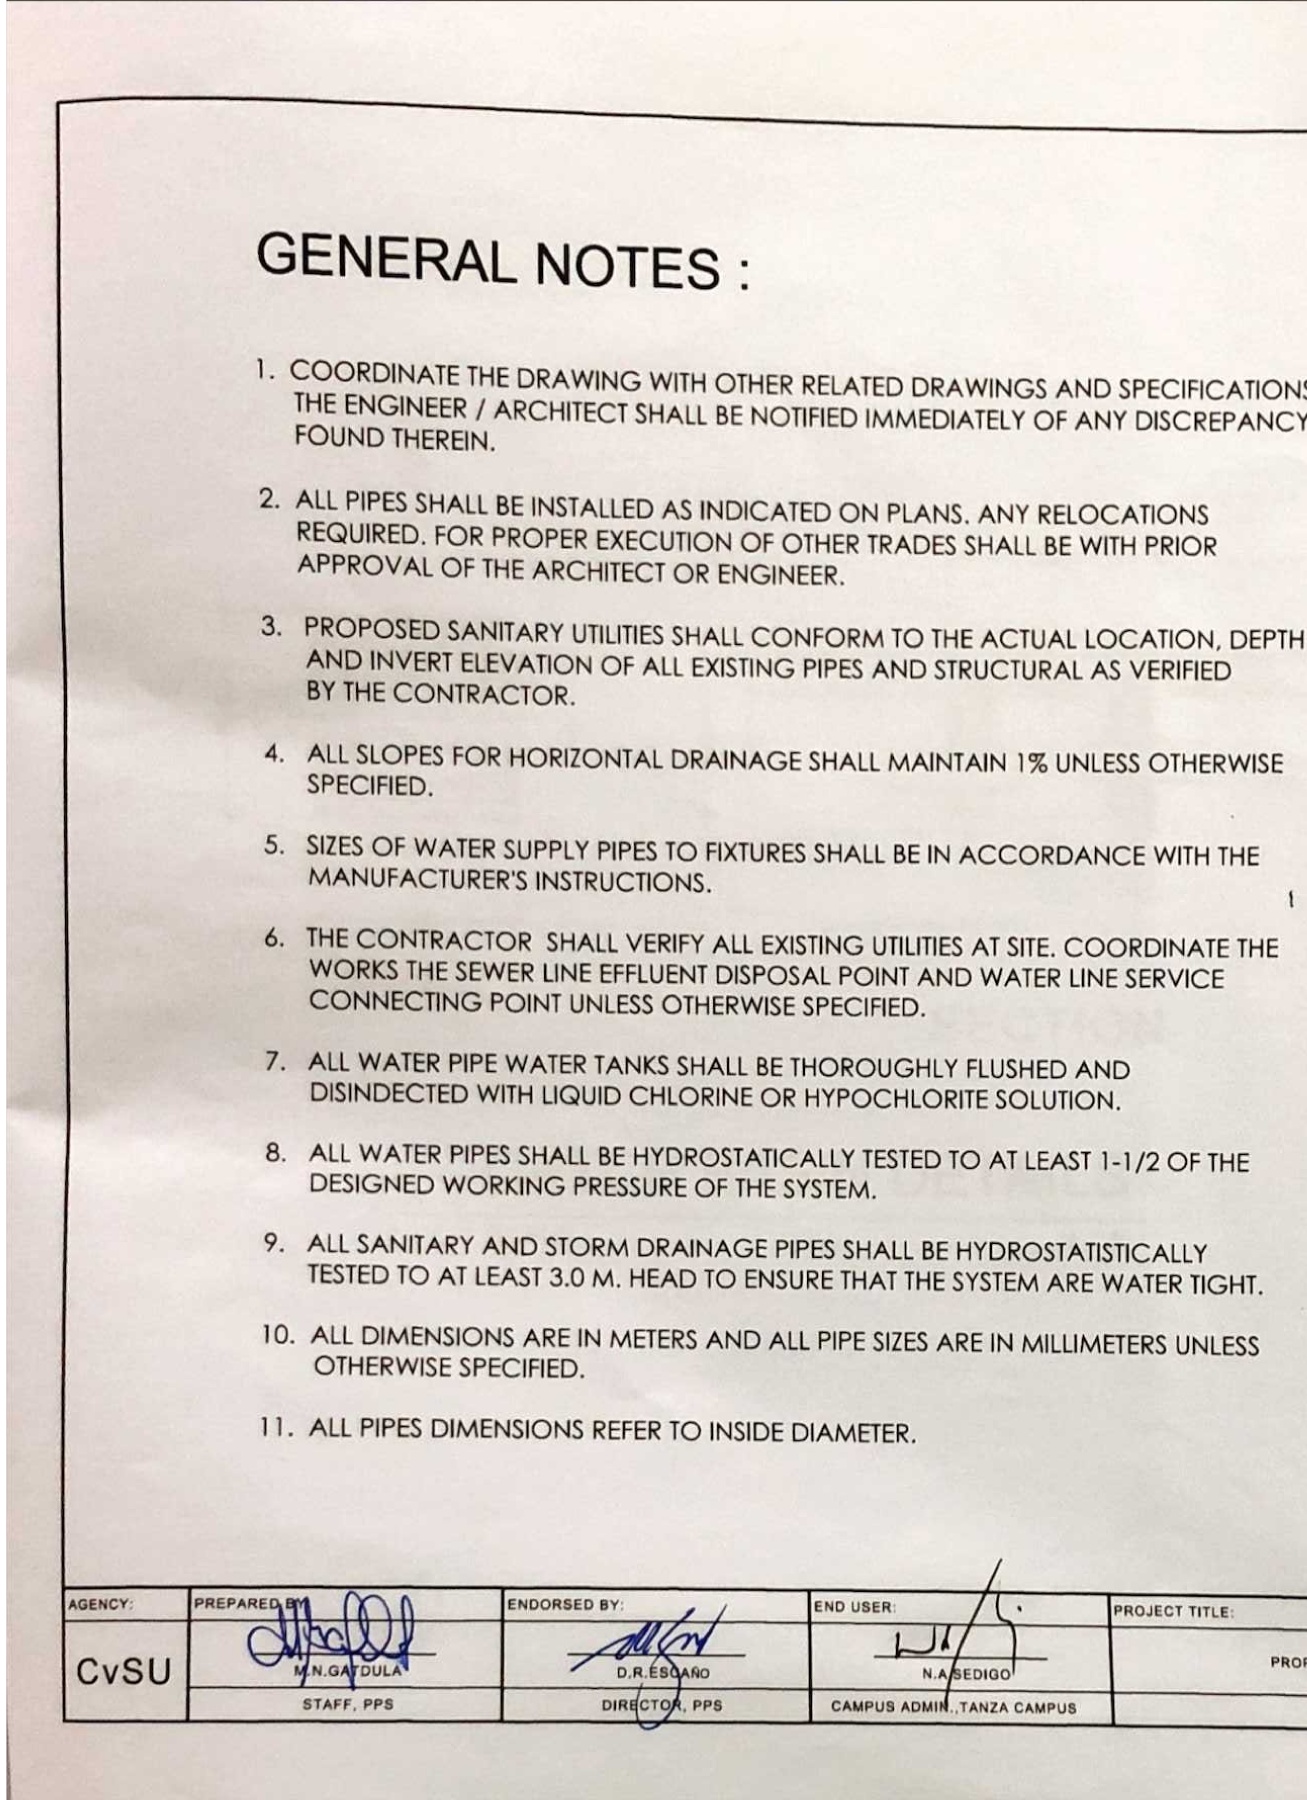 GENERAL NOTES :
1. COORDINATE THE DRAWING WITH OTHER RELATED DRAWINGS AND SPECIFICATIONS
THE ENGINEER / ARCHITECT SHALL BE NOTIFIED IMMEDIATELY OF ANY DISCREPANCY
FOUND THEREIN.
2. ALL PIPES SHALL BE INSTALLED AS INDICATED ON PLANS. ANY RELOCATIONS
REQUIRED. FOR PROPER EXECUTION OF OTHER TRADES SHALL BE WITH PRIOR
APPROVAL OF THE ARCHITECT OR ENGINEER.
3. PROPOSED SANITARY UTILITIES SHALL CONFORM TO THE ACTUAL LOCATION, DEPTH
AND INVERT ELEVATION OF ALL EXISTING PIPES AND STRUCTURAL AS VERIFIED
BY THE CONTRACTOR.
4. ALL SLOPES FOR HORIZONTAL DRAINAGE SHALL MAINTAIN 1% UNLESS OTHERWISE
SPECIFIED.
5. SIZES OF WATER SUPPLY PIPES TO FIXTURES SHALL BE IN ACCORDANCE WITH THE
MANUFACTURER'S INSTRUCTIONS.
6. THE CONTRACTOR SHALL VERIFY ALL EXISTING UTILITIES AT SITE. COORDINATE THE
WORKS THE SEWER LINE EFFLUENT DISPOSAL POINT AND WATER LINE SERVICE
CONNECTING POINT UNLESS OTHERWISE SPECIFIED.
7. ALL WATER PIPE WATER TANKS SHALL BE THOROUGHLY FLUSHED AND
DISINDECTED WITH LIQUID CHLORINE OR HYPOCHLORITE SOLUTION.
8. ALL WATER PIPES SHALL BE HYDROSTATICALLY TESTED TO AT LEAST 1-1/2 OF THE
DESIGNED WORKING PRESSURE OF THE SYSTEM.
9. ALL SANITARY AND STORM DRAINAGE PIPES SHALL BE HYDROSTATISTICALLY
TESTED TO AT LEAST 3.0 M. HEAD TO ENSURE THAT THE SYSTEM ARE WATER TIGHT.
10. ALL DIMENSIONS ARE IN METERS AND ALL PIPE SIZES ARE IN MILLIMETERS UNLESS
OTHERWISE SPECIFIED.
11. ALL PIPES DIMENSIONS REFER TO INSIDE DIAMETER.
AGENCY:
CvSU
PREPARED BY
M.N.GATDULA
STAFF, PPS
ENDORSED BY:
D.R.ESCAÑO
DIRECTOR, PPS
END USER:
N.A.SEDIGO
CAMPUS ADMIN.,TANZA CAMPUS
PROJECT TITLE: